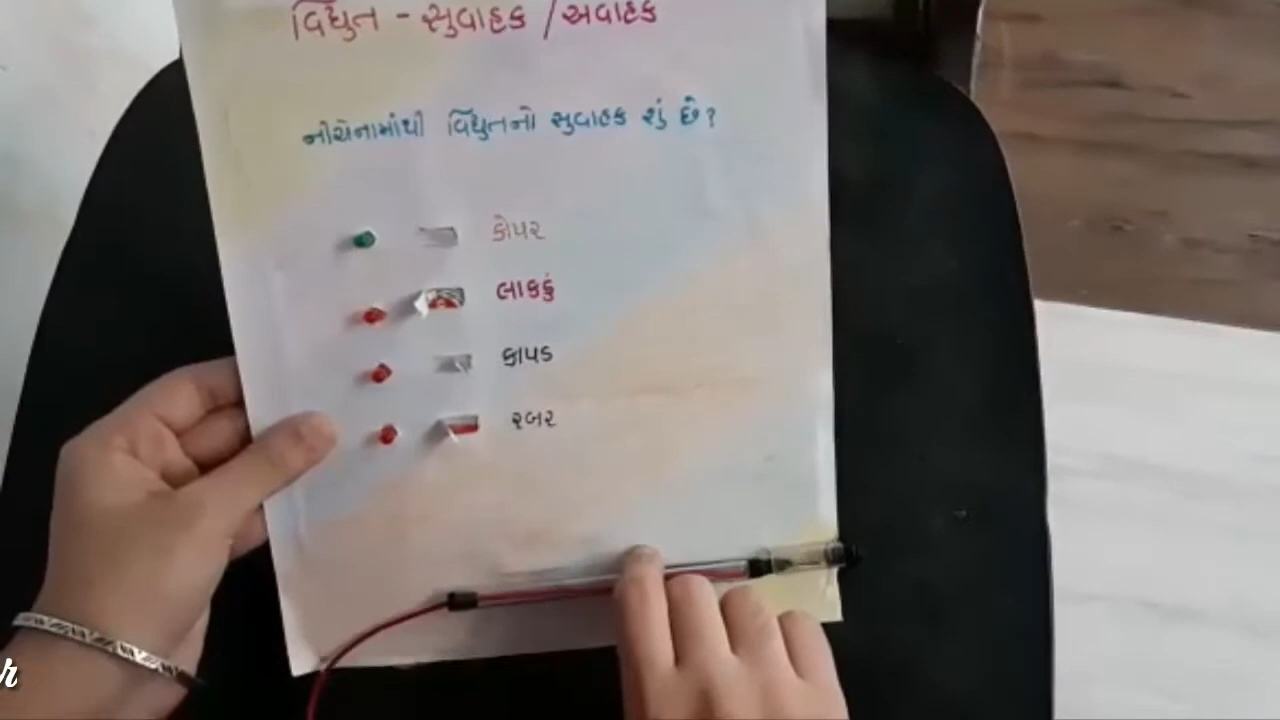 વિદ્યુત - સુવાહક / અવાહક
નીચેનામાંથી વિદ્યુતનો સુવાહક શું છે?
કોપર
લાકડું
કાપડ
રબર